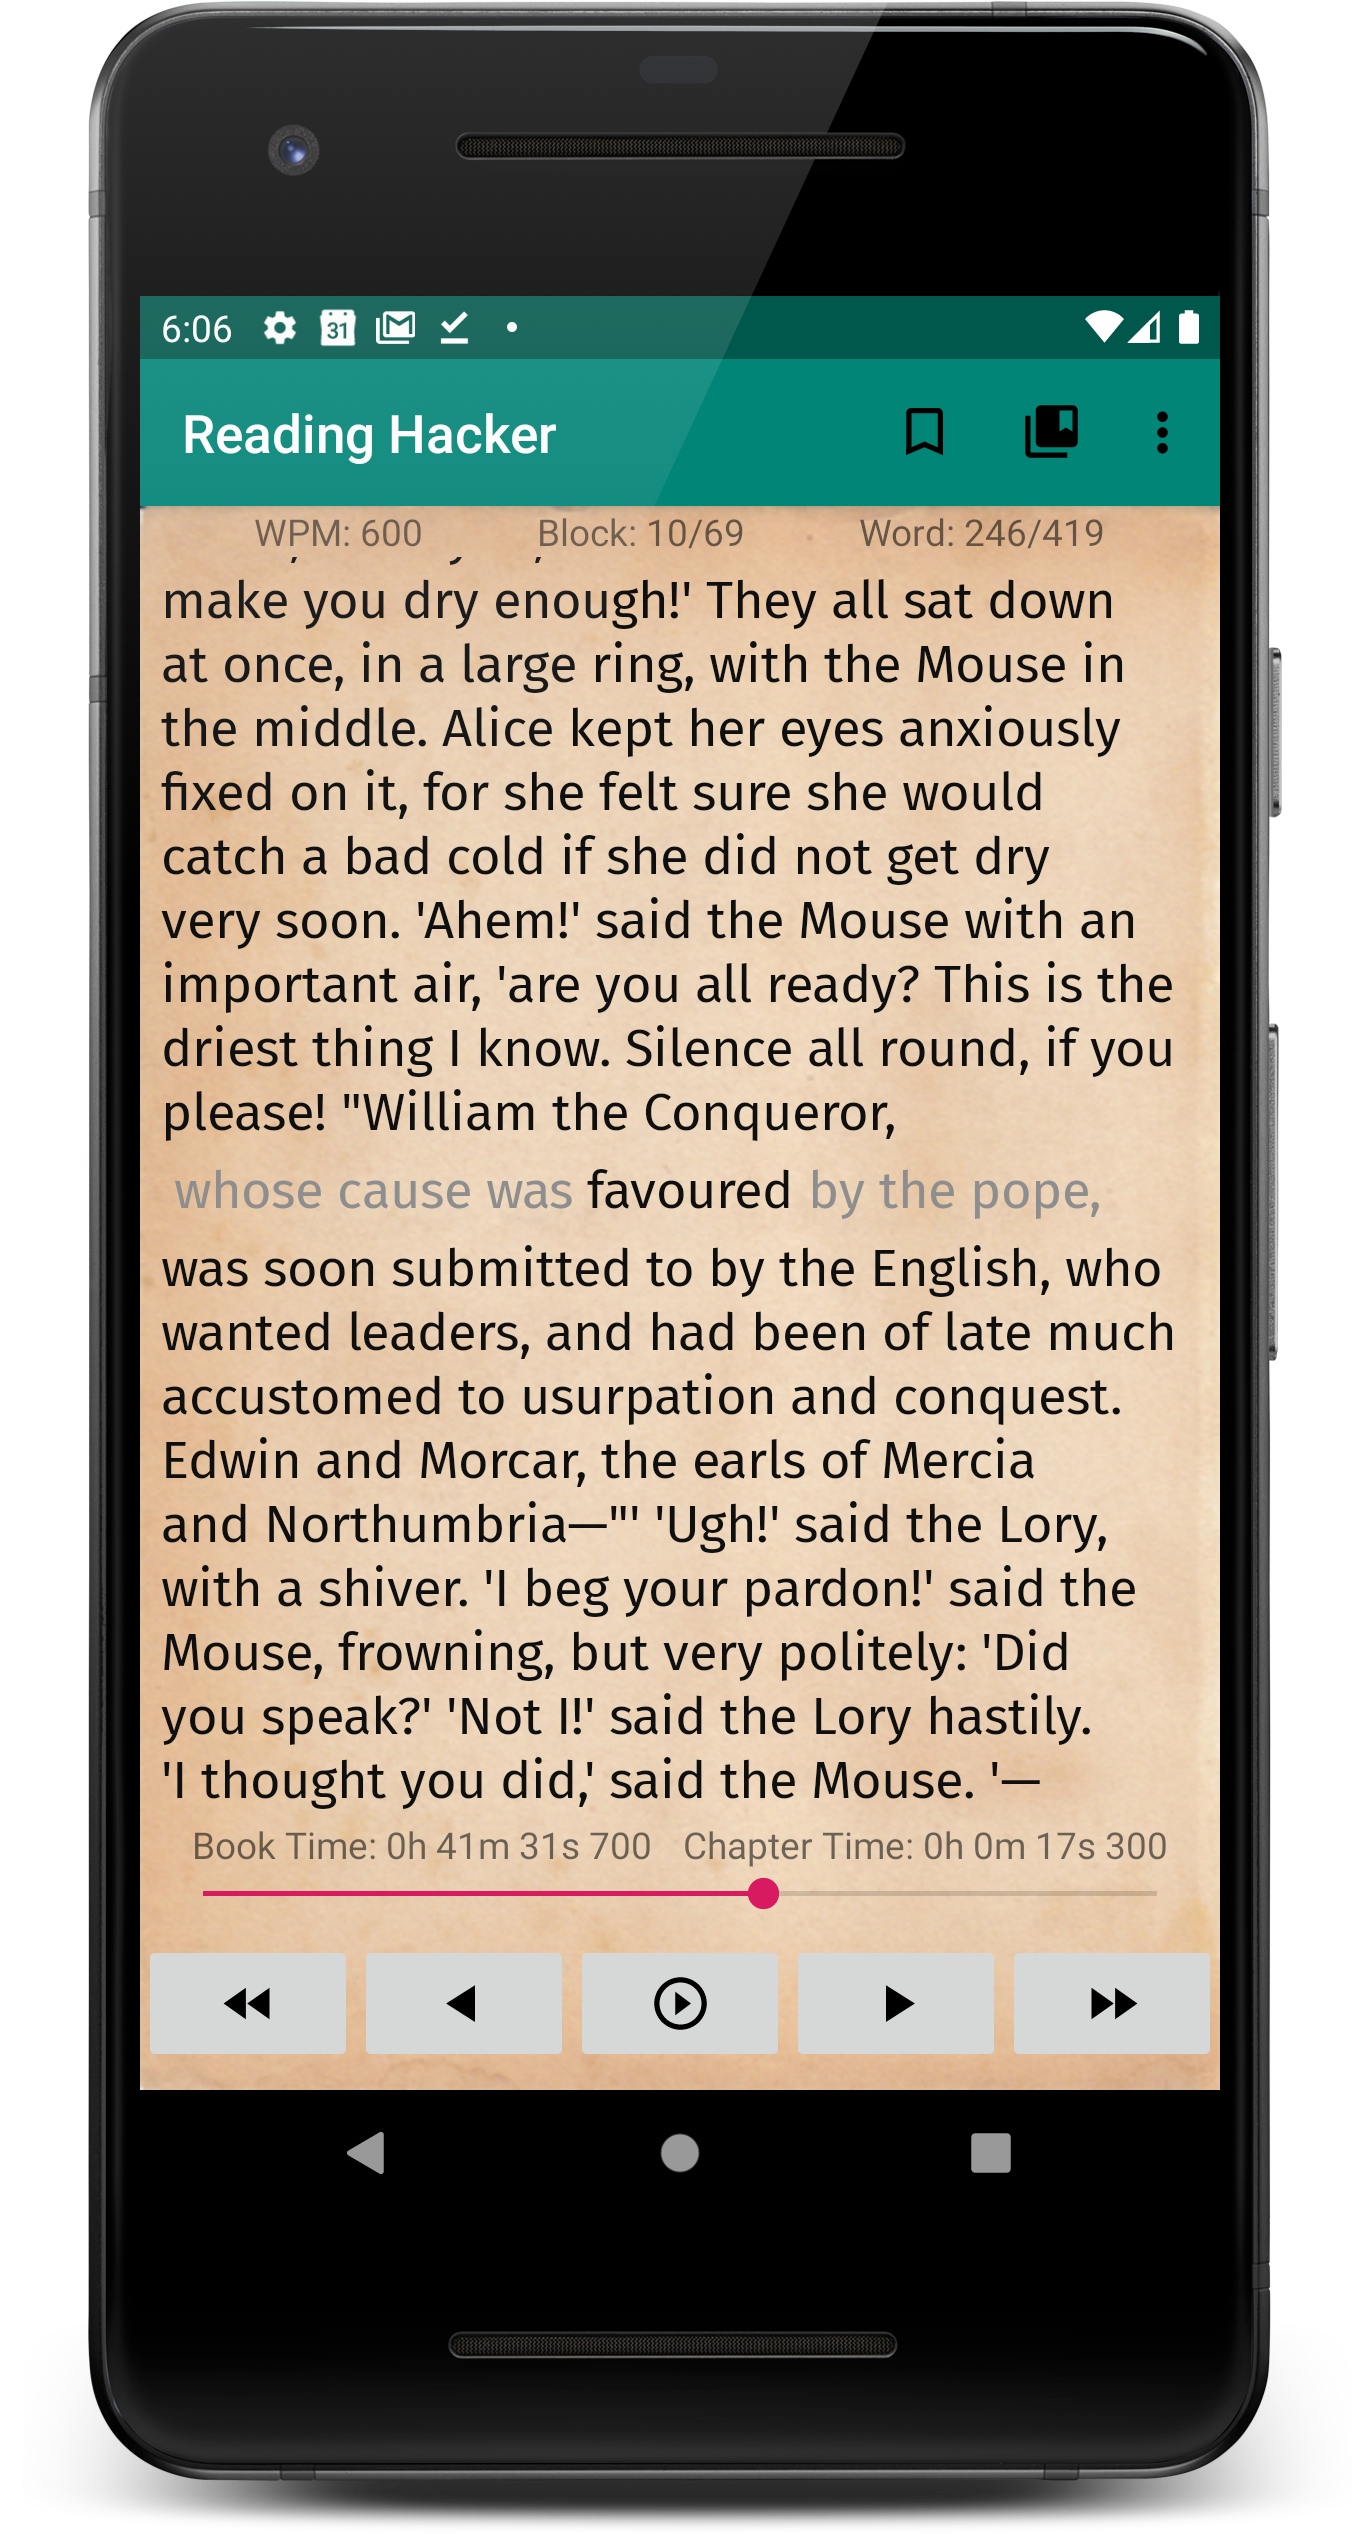 6:06
31
Reading Hacker
WPM: 600 Block: 10/69 Word: 246/419
make you dry enough!' They all sat down
at once, in a large ring, with the Mouse in
the middle. Alice kept her eyes anxiously
fixed on it, for she felt sure she would
catch a bad cold if she did not get dry
very soon. 'Ahem!' said the Mouse with an
important air, 'are you all ready? This is the
driest thing I know. Silence all round, if you
please! "William the Conqueror,
whose cause was favoured by the pope,
was soon submitted to by the English, who
wanted leaders, and had been of late much
accustomed to usurpation and conquest.
Edwin and Morcar, the earls of Mercia
and Northumbria—"' 'Ugh!' said the Lory,
with a shiver. 'I beg your pardon!' said the
Mouse, frowning, but very politely: 'Did
you speak?' 'Not I!' said the Lory hastily.
'I thought you did,' said the Mouse. '—
Book Time: 0h 41m 31s 700 Chapter Time: 0h 0m 17s 300